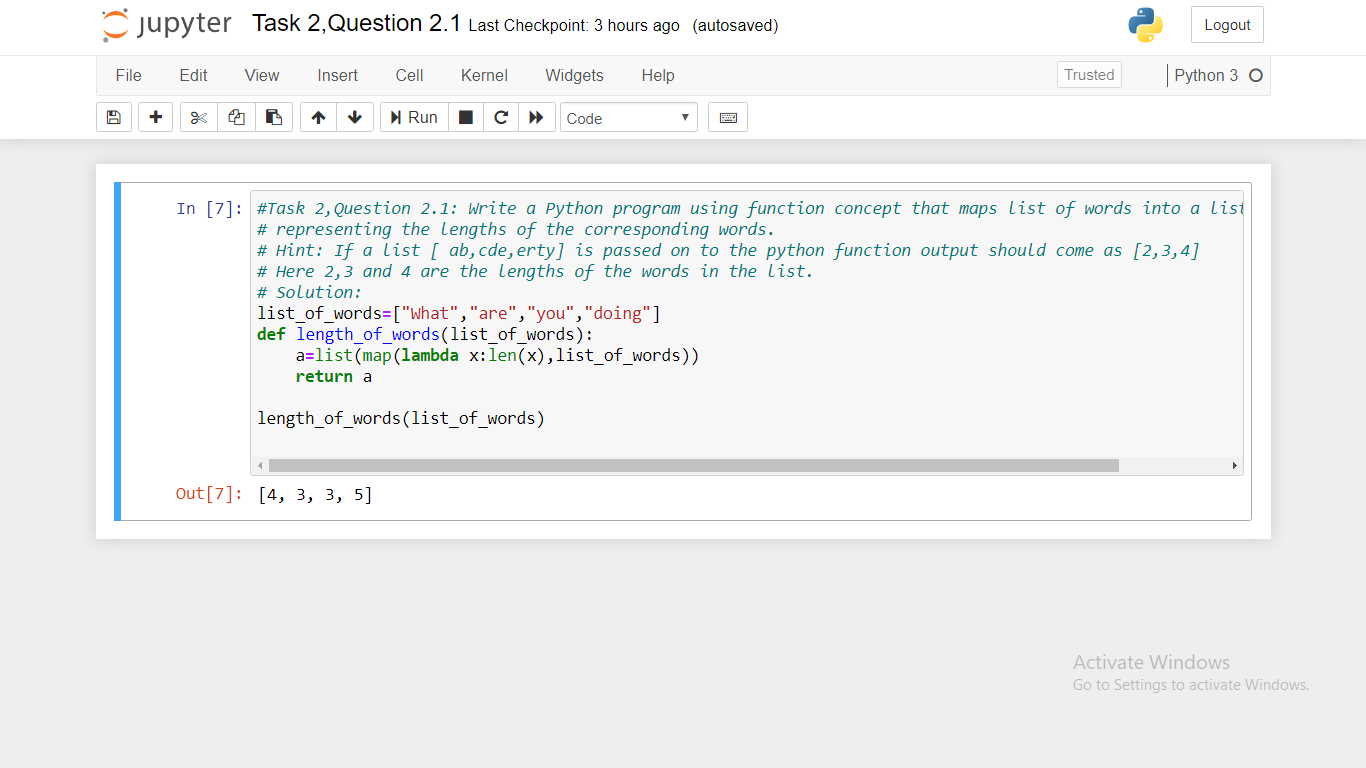 jupyter Task 2,Question 2.1 Last Checkpoint: 3 hours ago (autosaved) Logout
File Edit View Insert Cell Kernel Widgets Help Trusted Python 3
Run Code
In [7]: #Task 2,Question 2.1: Write a Python program using function concept that maps list of words into a list
# representing the lengths of the corresponding words.
# Hint: If a list [ ab,cde,erty] is passed on to the python function output should come as [2,3,4]
# Here 2,3 and 4 are the lengths of the words in the list.
# Solution:
list_of_words=["What","are","you","doing"]
def length_of_words(list_of_words):
    a=list(map(lambda x:len(x),list_of_words))
    return a
length_of_words(list_of_words)
Out[7]: [4, 3, 3, 5]
Activate Windows
Go to Settings to activate Windows.